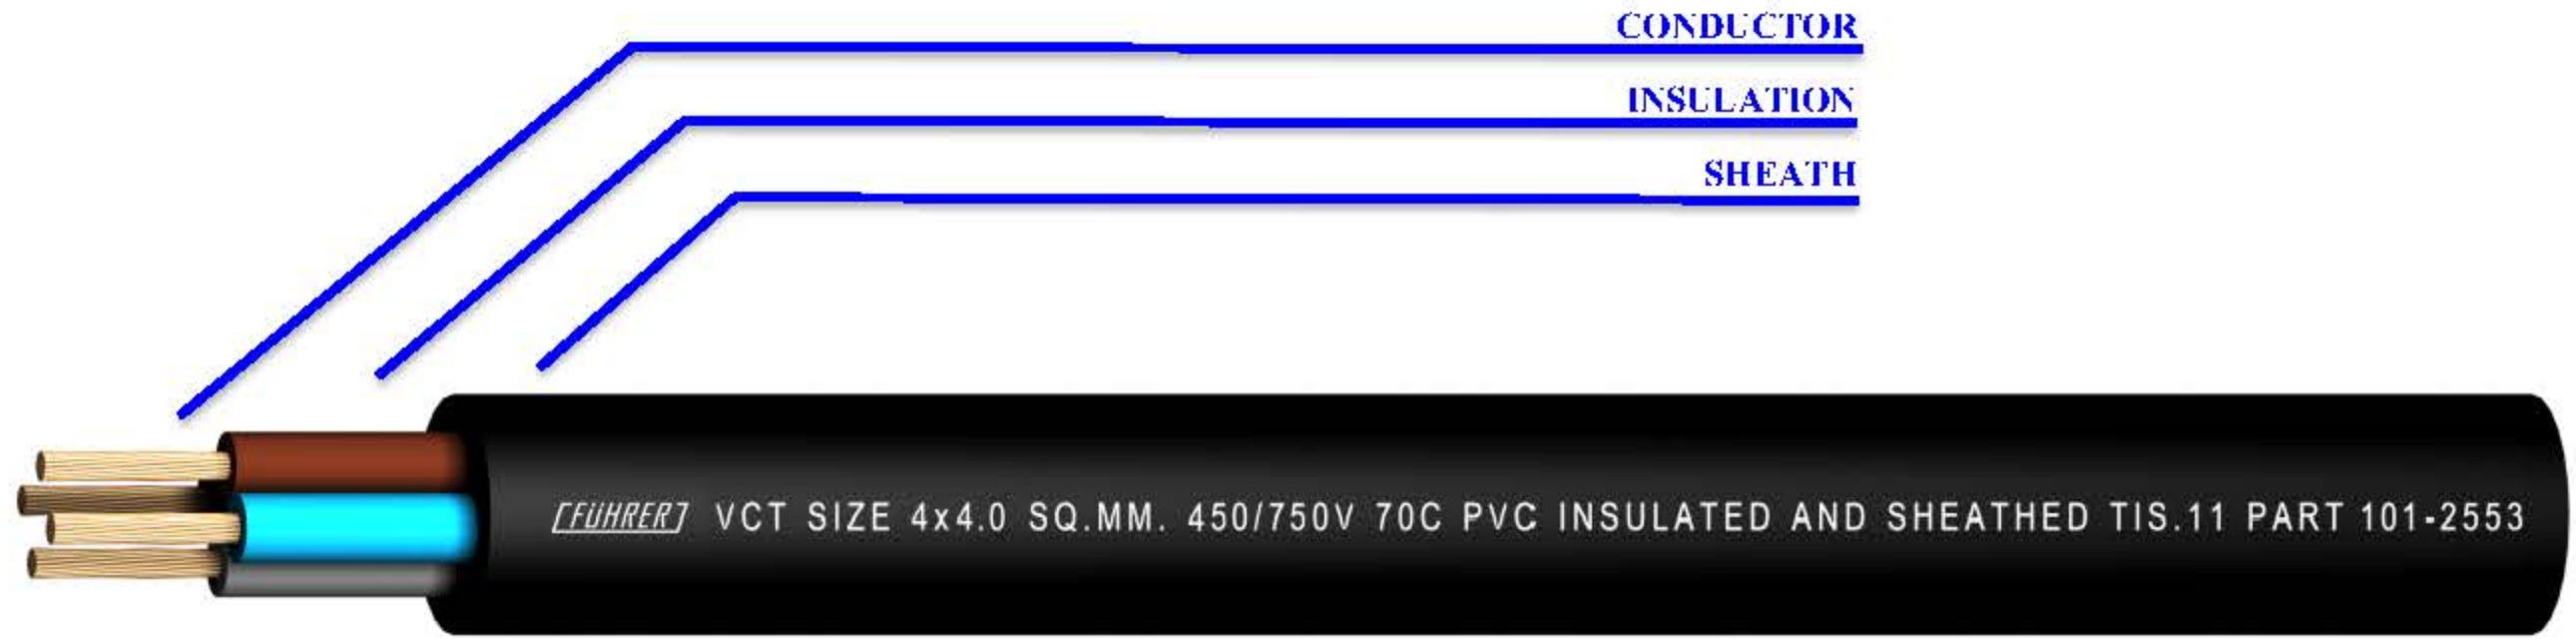 CONDUCTOR
INSULATION
SHEATH
FÜHRER VCT SIZE 4x4.0 SQ.MM. 450/750V 70C PVC INSULATED AND SHEATHED TIS.11 PART 101-2553